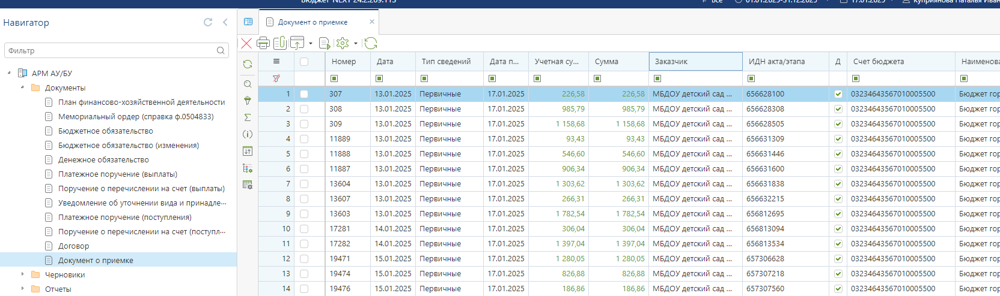 Бюджет NEXT 24.2.209.113 Все 01.01.2025-31.12.2025 17.01.2025 Куприянова Наталья Иван
Навигатор
Документ о приемке
Фильтр
АРМ АУ/БУ
Документы
План финансово-хозяйственной деятельности
Мемориальный ордер (справка ф.0504833)
Бюджетное обязательство
Бюджетное обязательство (изменения)
Денежное обязательство
Платежное поручение (выплаты)
Поручение о перечислении на счет (выплаты)
Уведомление об уточнении вида и принадле...
Платежное поручение (поступления)
Поручение о перечислении на счет (поступл...
Договор
Документ о приемке
Черновики
Отчеты
Номер Дата Тип сведений Дата п... Учетная су... Сумма Заказчик ИДН акта/этапа Д Счет бюджета Наименова
1 307 13.01.2025 Первичные 17.01.2025 226,58 226,58 МБДОУ детский сад ... 656628100 03234643567010005500 Бюджет гор
2 308 13.01.2025 Первичные 17.01.2025 985,79 985,79 МБДОУ детский сад ... 656628308 03234643567010005500 Бюджет гор
3 309 13.01.2025 Первичные 17.01.2025 1 158,68 1 158,68 МБДОУ детский сад ... 656628505 03234643567010005500 Бюджет гор
4 11889 13.01.2025 Первичные 17.01.2025 93,43 93,43 МБДОУ детский сад ... 656631309 03234643567010005500 Бюджет гор
5 11888 13.01.2025 Первичные 17.01.2025 546,60 546,60 МБДОУ детский сад ... 656631446 03234643567010005500 Бюджет гор
6 11887 13.01.2025 Первичные 17.01.2025 906,34 906,34 МБДОУ детский сад ... 656631600 03234643567010005500 Бюджет гор
7 13604 13.01.2025 Первичные 17.01.2025 1 303,62 1 303,62 МБДОУ детский сад ... 656631838 03234643567010005500 Бюджет гор
8 13607 13.01.2025 Первичные 17.01.2025 266,31 266,31 МБДОУ детский сад ... 656632215 03234643567010005500 Бюджет гор
9 13603 13.01.2025 Первичные 17.01.2025 1 782,54 1 782,54 МБДОУ детский сад ... 656812695 03234643567010005500 Бюджет гор
10 17281 14.01.2025 Первичные 17.01.2025 306,04 306,04 МБДОУ детский сад ... 656813094 03234643567010005500 Бюджет гор
11 17282 14.01.2025 Первичные 17.01.2025 1 397,04 1 397,04 МБДОУ детский сад ... 656813534 03234643567010005500 Бюджет гор
12 19471 15.01.2025 Первичные 17.01.2025 1 280,05 1 280,05 МБДОУ детский сад ... 657306628 03234643567010005500 Бюджет гор
13 19474 15.01.2025 Первичные 17.01.2025 826,88 826,88 МБДОУ детский сад ... 657307218 03234643567010005500 Бюджет гор
14 19476 15.01.2025 Первичные 17.01.2025 186,86 186,86 МБДОУ детский сад ... 657307560 03234643567010005500 Бюджет гор